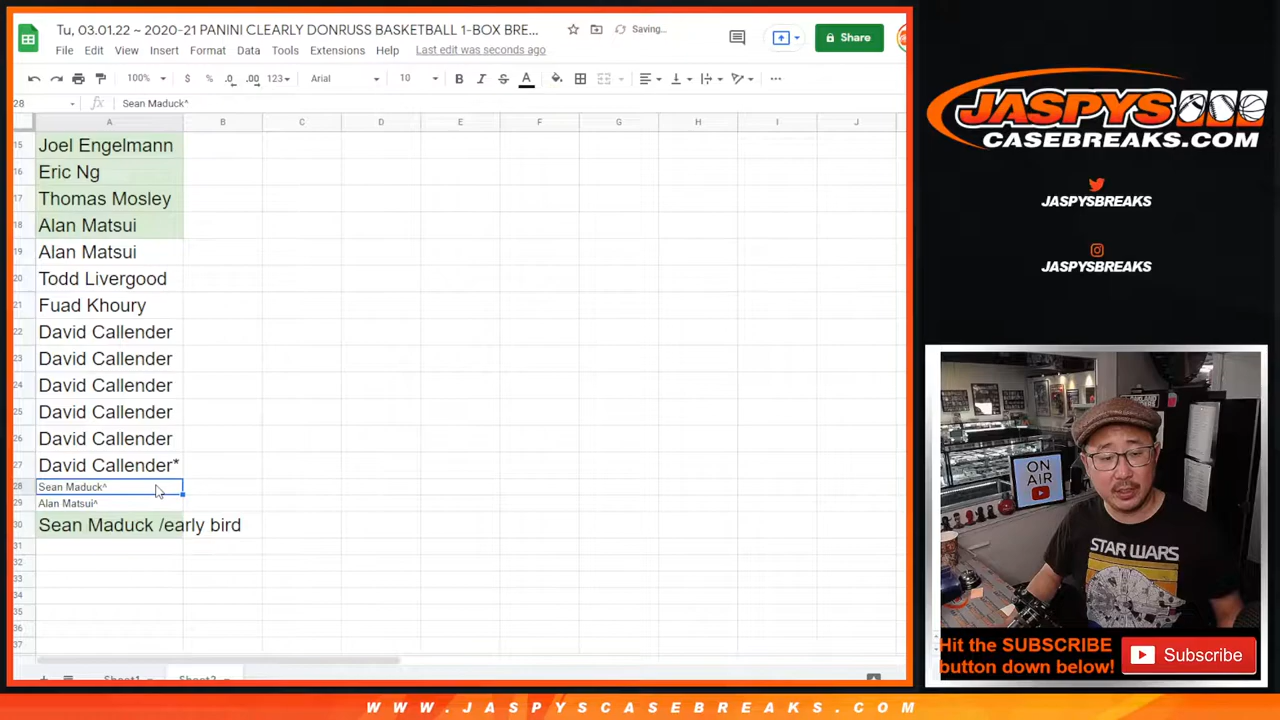 Tu, 03.01.22 ~ 2020-21 PANINI CLEARLY DONRUSS BASKETBALL 1-BOX BRE...
Saving...
File Edit View Insert Format Data Tools Extensions Help Last edit was seconds ago
Share
100% $ % .0 .00 123 Arial 10 B I S A
28 fx Sean Maduck^
A B C D E F G H I J
15 Joel Engelmann
16 Eric Ng
17 Thomas Mosley
18 Alan Matsui
19 Alan Matsui
20 Todd Livergood
21 Fuad Khoury
22 David Callender
23 David Callender
24 David Callender
25 David Callender
26 David Callender
27 David Callender*
28 Sean Maduck^
29 Alan Matsui^
30 Sean Maduck /early bird
31
32
33
34
35
36
37
Sheet1 Sheet2
JASPYS
CASEBREAKS.COM
JASPYSBREAKS
JASPYSBREAKS
ON
AIR
STAR WARS
Hit the SUBSCRIBE
button down below!
Subscribe
WWW.JASPYSCASEBREAKS.COM